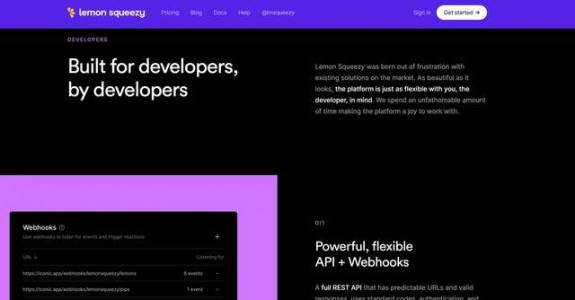 lemon squeezy
Pricing Blog Docs Help @lmsqueezy
Sign in Get started →
DEVELOPERS
Built for developers,
by developers
Lemon Squeezy was born out of frustration with
existing solutions on the market. As beautiful as it
looks, the platform is just as flexible with you, the
developer, in mind. We spend an unfathomable amount
of time making the platform a joy to work with.
Webhooks
Use webhooks to listen for events and trigger reactions
+
URL ↓ Listening for
https://iconic.app/webhooks/lemonsqueezy/lemons 8 events
https://iconic.app/webhooks/lemonsqueezy/pips 1 event
Powerful, flexible
API + Webhooks
A full REST API that has predictable URLs and valid
responses, uses standard codes, authentication, and